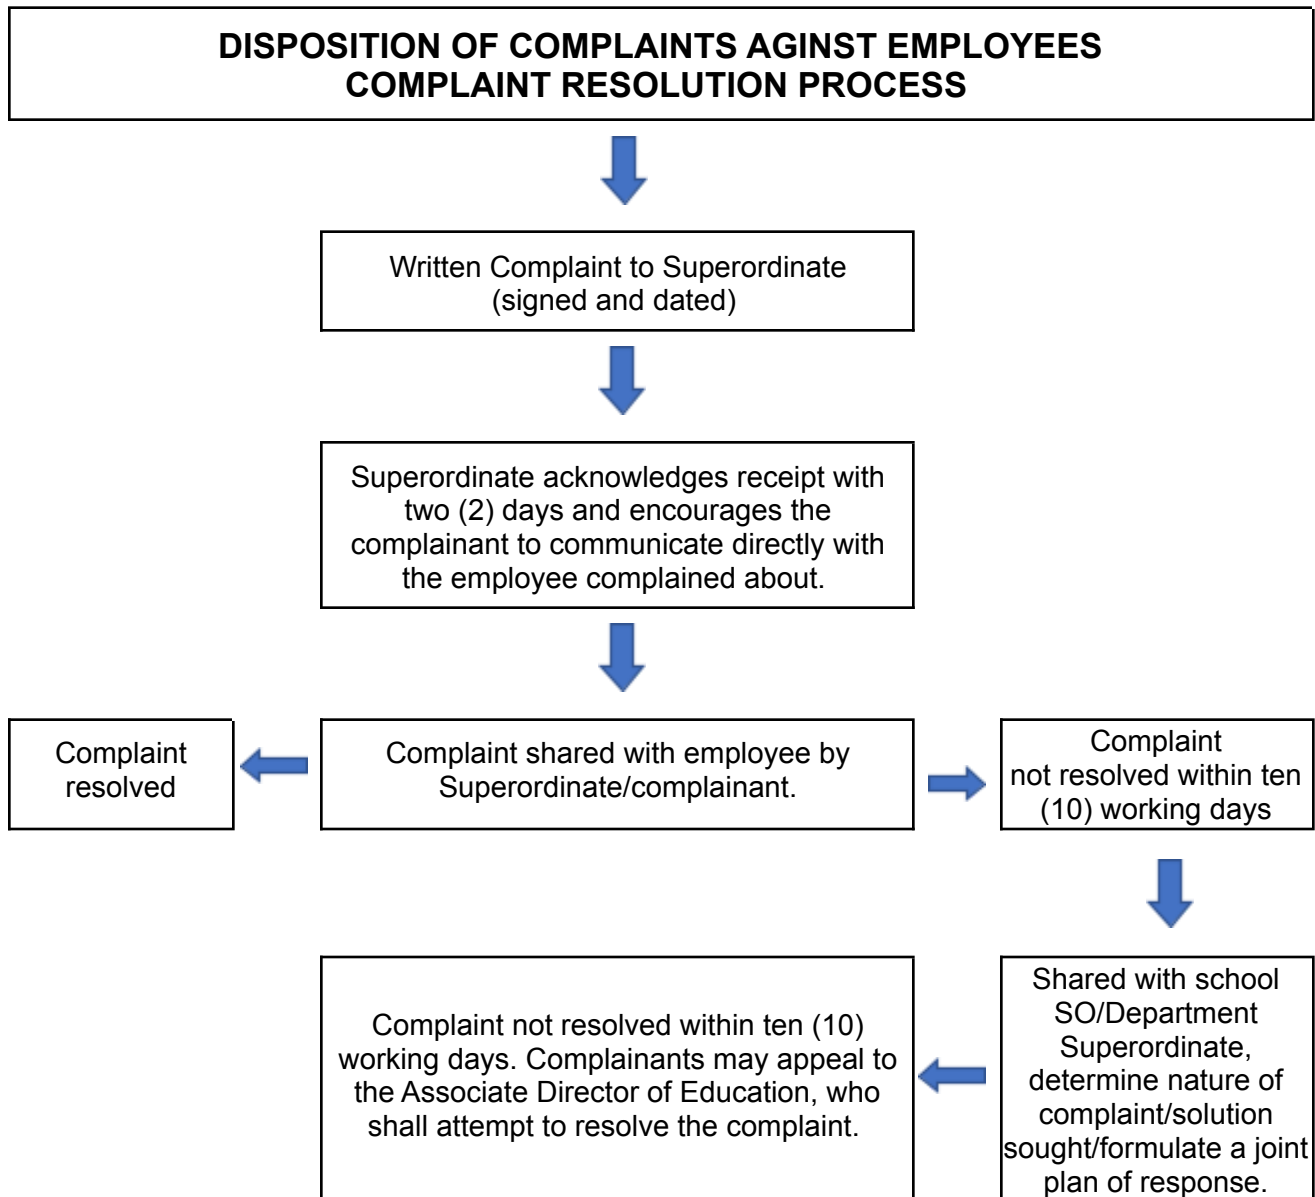 DISPOSITION OF COMPLAINTS AGINST EMPLOYEES
COMPLAINT RESOLUTION PROCESS
Written Complaint to Superordinate
(signed and dated)
Superordinate acknowledges receipt with
two (2) days and encourages the
complainant to communicate directly with
the employee complained about.
Complaint
resolved
Complaint shared with employee by
Superordinate/complainant.
Complaint
not resolved within ten
(10) working days
Shared with school
SO/Department
Superordinate,
determine nature of
complaint/solution
sought/formulate a joint
plan of response.
Complaint not resolved within ten (10)
working days. Complainants may appeal to
the Associate Director of Education, who
shall attempt to resolve the complaint.